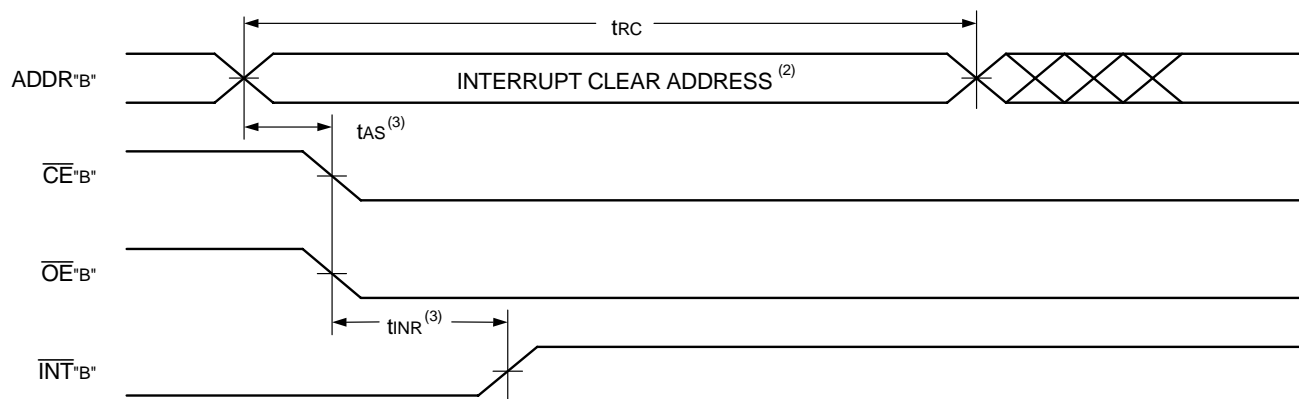 tRC
ADDR"B"
INTERRUPT CLEAR ADDRESS (2)
tAS(3)
CE"B"
OE"B"
tINR(3)
INT"B"